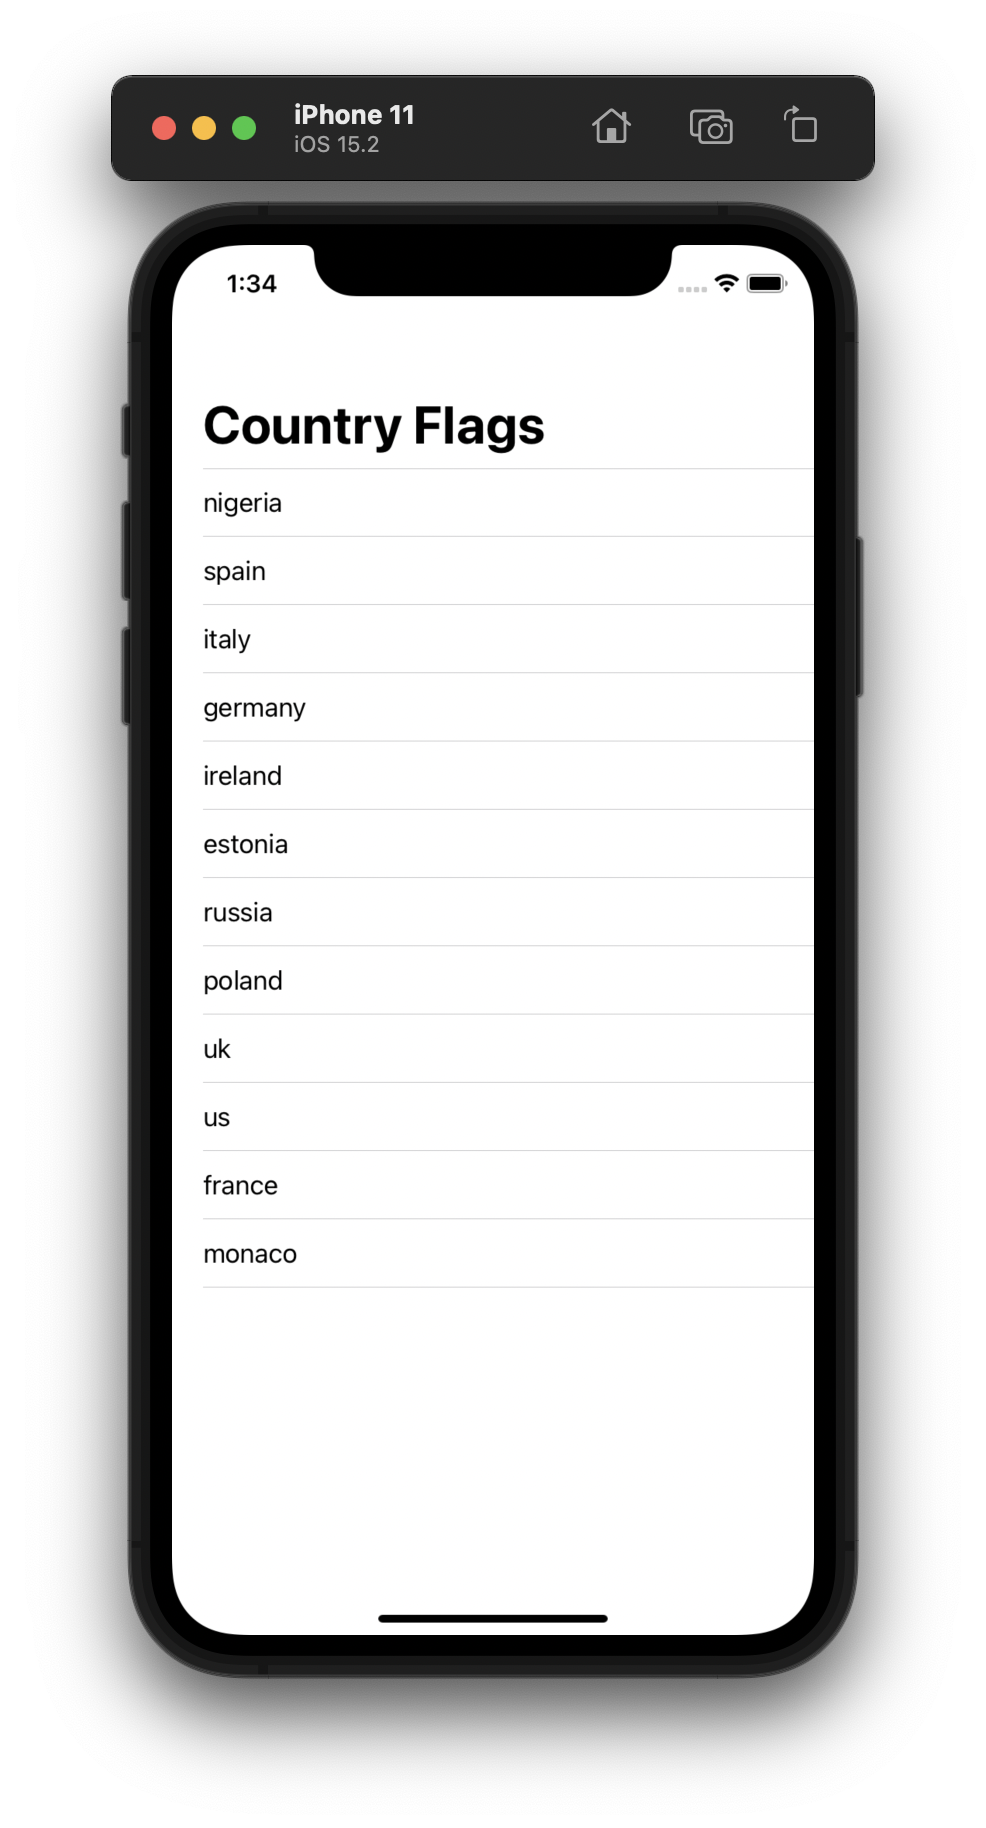 iPhone 11
iOS 15.2
1:34
Country Flags
nigeria
spain
italy
germany
ireland
estonia
russia
poland
uk
us
france
monaco